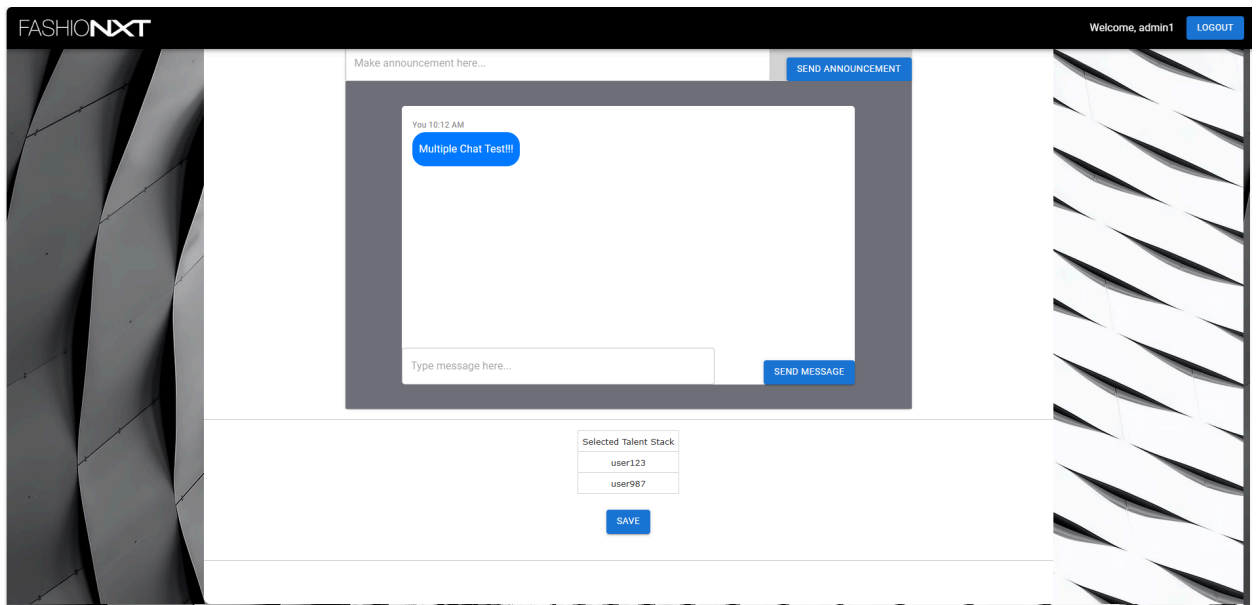 FASHIONXT
Welcome, admin1
LOGOUT
Make announcement here...
SEND ANNOUNCEMENT
You 10:12 AM
Multiple Chat Test!!!
Type message here...
SEND MESSAGE
Selected Talent Stack
user123
user987
SAVE